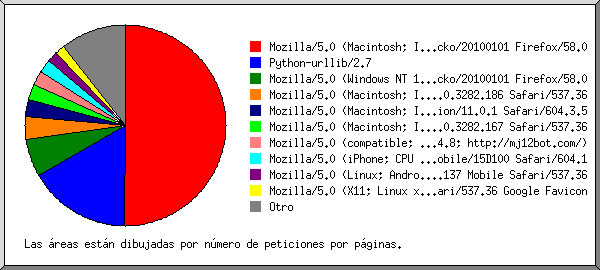 Mozilla/5.0 (Macintosh; I...cko/20100101 Firefox/58.0
Python-urllib/2.7
Mozilla/5.0 (Windows NT 1...cko/20100101 Firefox/58.0
Mozilla/5.0 (Macintosh; I....0.3282.186 Safari/537.36
Mozilla/5.0 (Macintosh; I...ion/11.0.1 Safari/604.3.5
Mozilla/5.0 (Macintosh; I....0.3282.167 Safari/537.36
Mozilla/5.0 (compatible; ...4.8; http://mj12bot.com/)
Mozilla/5.0 (iPhone; CPU ...obile/15D100 Safari/604.1
Mozilla/5.0 (Linux; Andro....137 Mobile Safari/537.36
Mozilla/5.0 (X11; Linux x...ari/537.36 Google Favicon
Otro
Las áreas están dibujadas por número de peticiones por páginas.